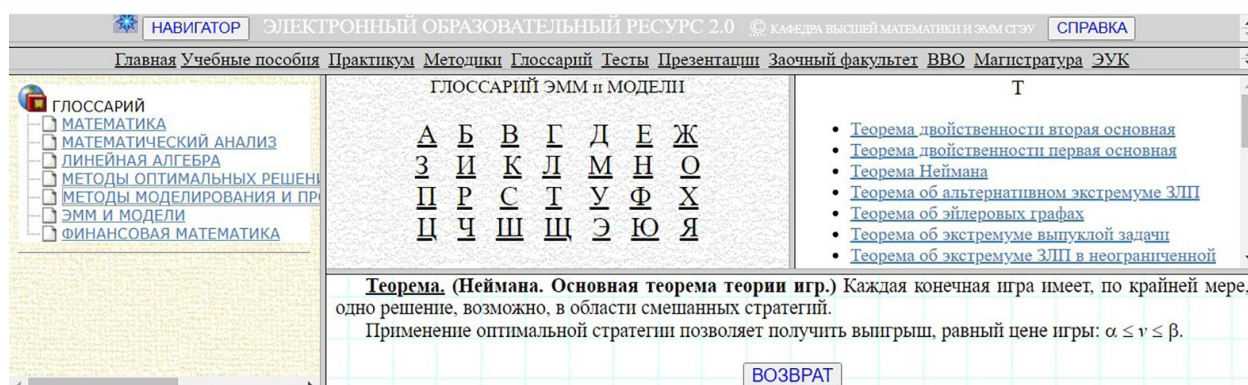 НАВИГАТОР ЭЛЕКТРОННЫЙ ОБРАЗОВАТЕЛЬНЫЙ РЕСУРС 2.0 © КАФЕДРА ВЫСШЕЙ МАТЕМАТИКИ И ЭММ СГЭУ СПРАВКА
Главная Учебные пособия Практикум Методики Глоссарий Тесты Презентации Заочный факультет ВВО Магистратура ЭУК
ГЛОССАРИЙ
МАТЕМАТИКА
МАТЕМАТИЧЕСКИЙ АНАЛИЗ
ЛИНЕЙНАЯ АЛГЕБРА
МЕТОДЫ ОПТИМАЛЬНЫХ РЕШЕН
МЕТОДЫ МОДЕЛИРОВАНИЯ И ПР
ЭММ И МОДЕЛИ
ФИНАНСОВАЯ МАТЕМАТИКА
ГЛОССАРИЙ ЭММ и МОДЕЛИ
А Б В Г Д Е Ж
З И К Л М Н О
П Р С Т У Ф Х
Ц Ч Ш Щ Э Ю Я
Т
Теорема двойственности вторая основная
Теорема двойственности первая основная
Теорема Неймана
Теорема об альтернативном экстремуме ЗЛП
Теорема об эйлеровых графах
Теорема об экстремуме выпуклой задачи
Теорема об экстремуме ЗЛП в неограниченной
Теорема. (Неймана. Основная теорема теории игр.) Каждая конечная игра имеет, по крайней мере,
одно решение, возможно, в области смешанных стратегий.
Применение оптимальной стратегии позволяет получить выигрыш, равный цене игры: α ≤ ν ≤ β.
ВОЗВРАТ